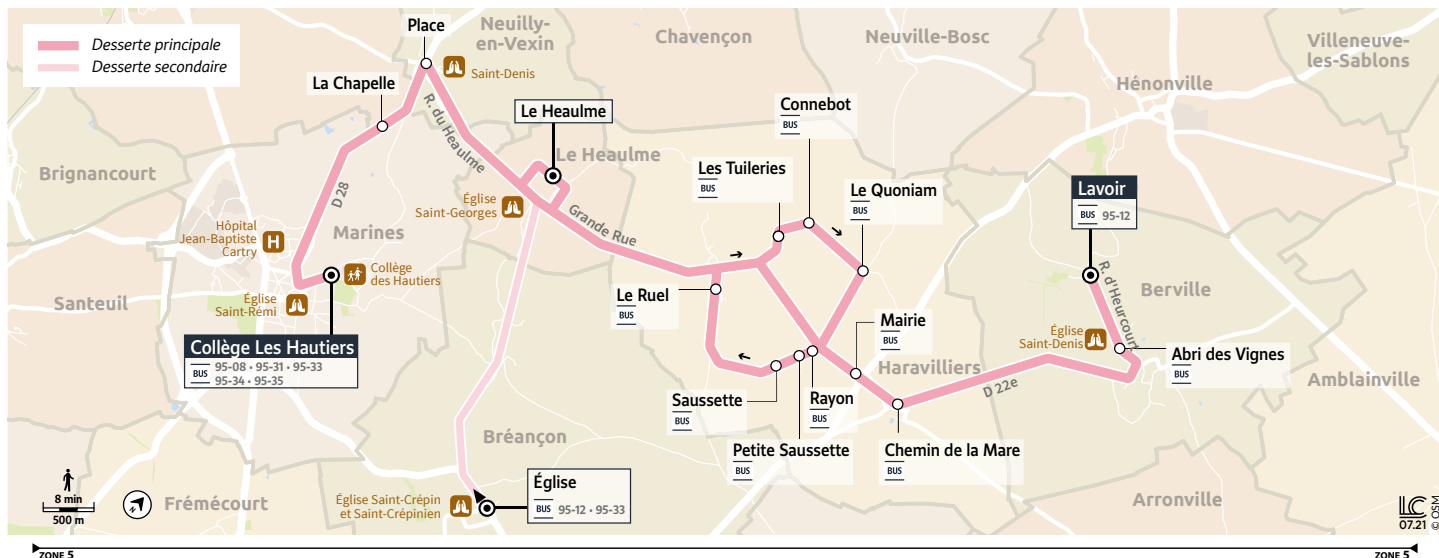 Desserte principale
Desserte secondaire
Place
Neuilly-
en-Vexin
Chavençon
Neuville-Bosc
Villeneuve-
les-Sablons
Saint-Denis
Hénonville
La Chapelle
R. du Heaulme
Le Heaulme
Le Heaulme
Connebot
BUS
Les Tuileries
BUS
Le Quoniam
BUS
Lavoir
BUS 95-12
Brignancourt
D 28
Église
Saint-Georges
Grande Rue
Hôpital
Jean-Baptiste
Cartry
H
Marines
Collège
des Hautiers
Église
Saint-Rémi
Santeuil
Le Ruel
BUS
R. d'Heurcourt
Berville
Collège Les Hautiers
BUS 95-08 • 95-31 • 95-33
95-34 • 95-35
Mairie
BUS
Église
Saint-Denis
Abri des Vignes
BUS
Haravilliers
Amblainville
D 22e
Saussette
BUS
Rayon
BUS
Petite Saussette
BUS
Chemin de la Mare
BUS
Bréançon
Église
BUS 95-12 • 95-33
Église Saint-Crépin
et Saint-Crépinien
Frémécourt
Arronville
8 min
500 m
N
LC
07.21
© OSM
ZONE 5
ZONE 5